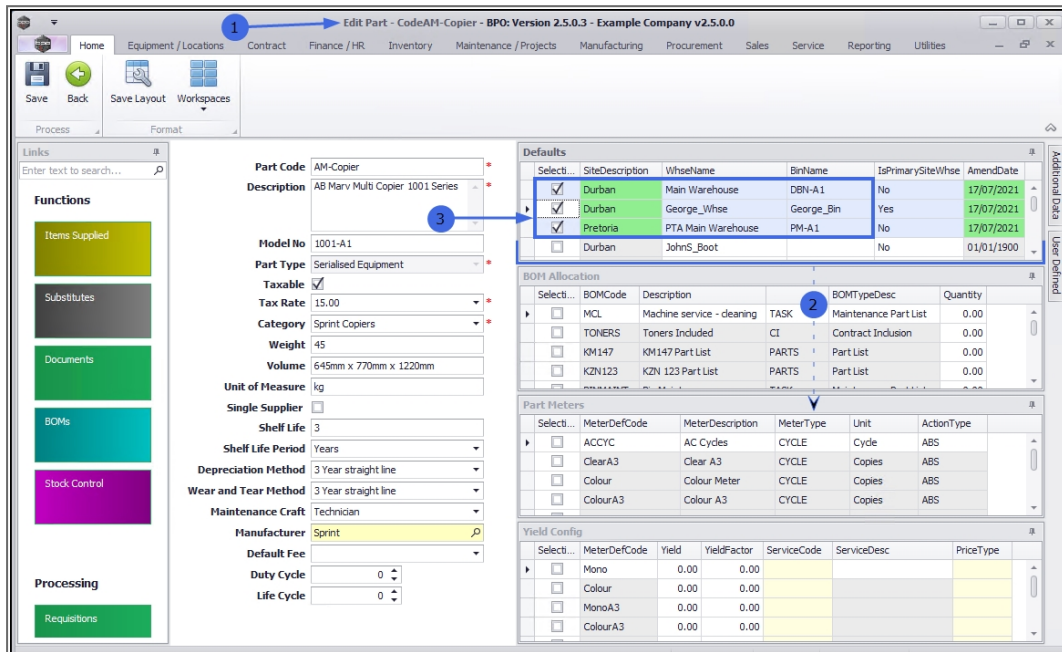 Edit Part - CodeAM-Copier - BPO: Version 2.5.0.3 - Example Company v2.5.0.0
1
Home Equipment / Locations Contract Finance / HR Inventory Maintenance / Projects Manufacturing Procurement Sales Service Reporting Utilities
Save Back Save Layout Workspaces
Process Format
Links
Enter text to search...
Functions
Items Supplied
Substitutes
Documents
BOMs
Stock Control
Processing
Requisitions
Part Code AM-Copier *
Description AB Marv Multi Copier 1001 Series *
3
Model No 1001-A1
Part Type Serialised Equipment *
Taxable
Tax Rate 15.00 *
Category Sprint Copiers *
Weight 45
Volume 645mm x 770mm x 1220mm
Unit of Measure kg
Single Supplier
Shelf Life 3
Shelf Life Period Years
Depreciation Method 3 Year straight line
Wear and Tear Method 3 Year straight line
Maintenance Craft Technician
Manufacturer Sprint
Default Fee
Duty Cycle 0
Life Cycle 0
Defaults
Selecti... SiteDescription WhseName BinName IsPrimarySiteWhse AmendDate
Durban Main Warehouse DBN-A1 No 17/07/2021
Durban George_Whse George_Bin Yes 17/07/2021
Pretoria PTA Main Warehouse PM-A1 No 17/07/2021
Durban JohnS_Boot No 01/01/1900
BOM Allocation
Selecti... BOMCode Description BOMTypeDesc Quantity
2
MCL Machine service - cleaning TASK Maintenance Part List 0.00
TONERS Toners Included CI Contract Inclusion 0.00
KM147 KM147 Part List PARTS Part List 0.00
KZN123 KZN 123 Part List PARTS Part List 0.00
Part Meters
Selecti... MeterDefCode MeterDescription MeterType Unit ActionType
ACCYC AC Cycles CYCLE Cycle ABS
ClearA3 Clear A3 CYCLE Copies ABS
Colour Colour Meter CYCLE Copies ABS
ColourA3 Colour A3 CYCLE Copies ABS
Yield Config
Selecti... MeterDefCode Yield YieldFactor ServiceCode ServiceDesc PriceType
Mono 0.00 0.00
Colour 0.00 0.00
MonoA3 0.00 0.00
ColourA3 0.00 0.00
Additional Data
User Defined